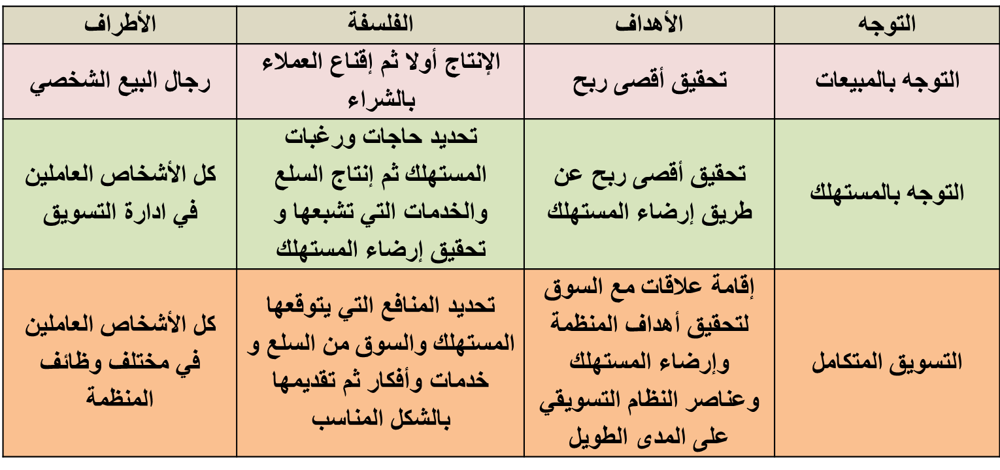 التوجه
الأهداف
الفلسفة
الأطراف
التوجه بالمبيعات
تحقيق أقصى ربح
الإنتاج أولا ثم إقناع العملاء
بالشراء
رجال البيع الشخصي
التوجه بالمستهلك
تحقيق أقصى ربح عن
طريق إرضاء المستهلك
تحديد حاجات ورغبات
المستهلك ثم إنتاج السلع
والخدمات التي تشبعها و
تحقيق إرضاء المستهلك
كل الأشخاص العاملين
في ادارة التسويق
التسويق المتكامل
إقامة علاقات مع السوق
لتحقيق أهداف المنظمة
وإرضاء المستهلك
وعناصر النظام التسويقي
على المدى الطويل
تحديد المنافع التي يتوقعها
المستهلك والسوق من السلع و
خدمات وأفكار ثم تقديمها
بالشكل المناسب
كل الأشخاص العاملين
في مختلف وظائف
المنظمة